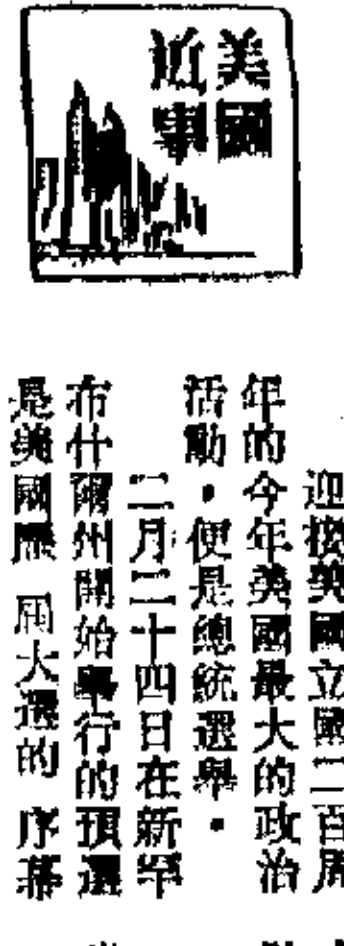 美國
近事
迎接美國立國二百周
年的今年美國最大的政治
活動,便是總統選舉.
二月二十四日在新罕
布什爾州開始舉行的預選
是美國歷 屆大選的 序幕